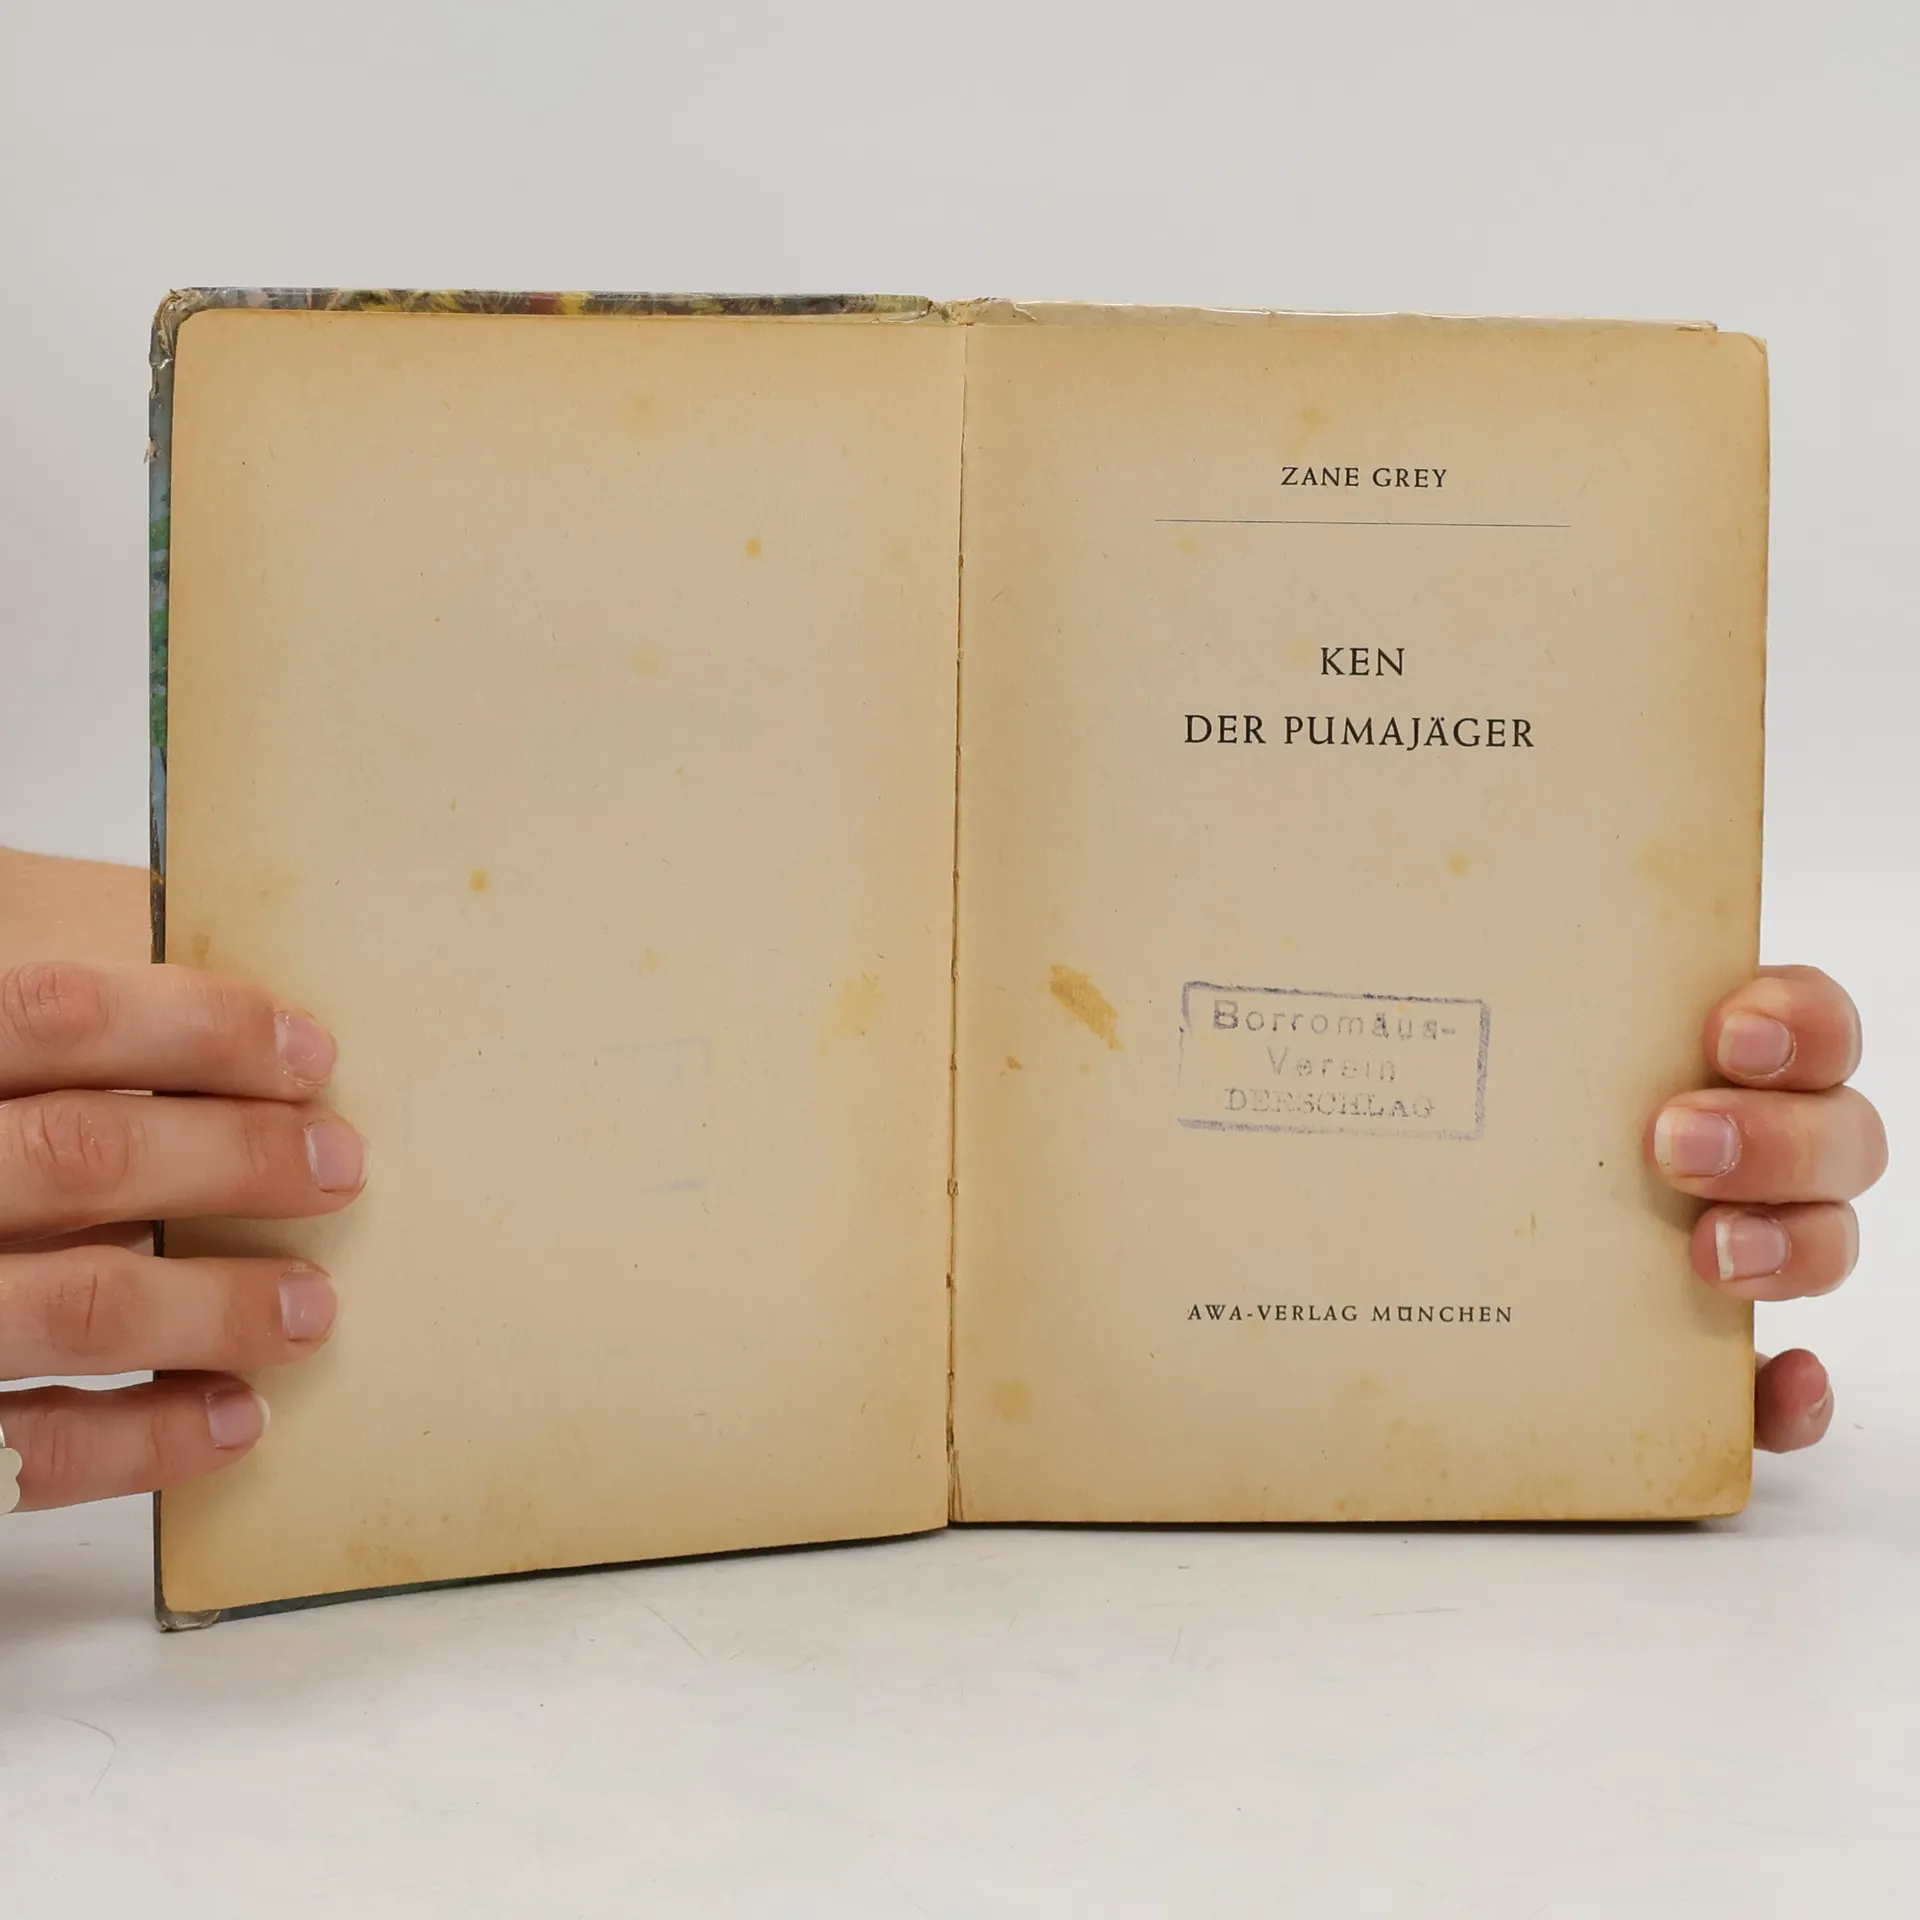 ZANE GREY
KEN
DER PUMAJÄGER
Borromäus-
Verein
DERSCHLAG
AWA-VERLAG MÜNCHEN